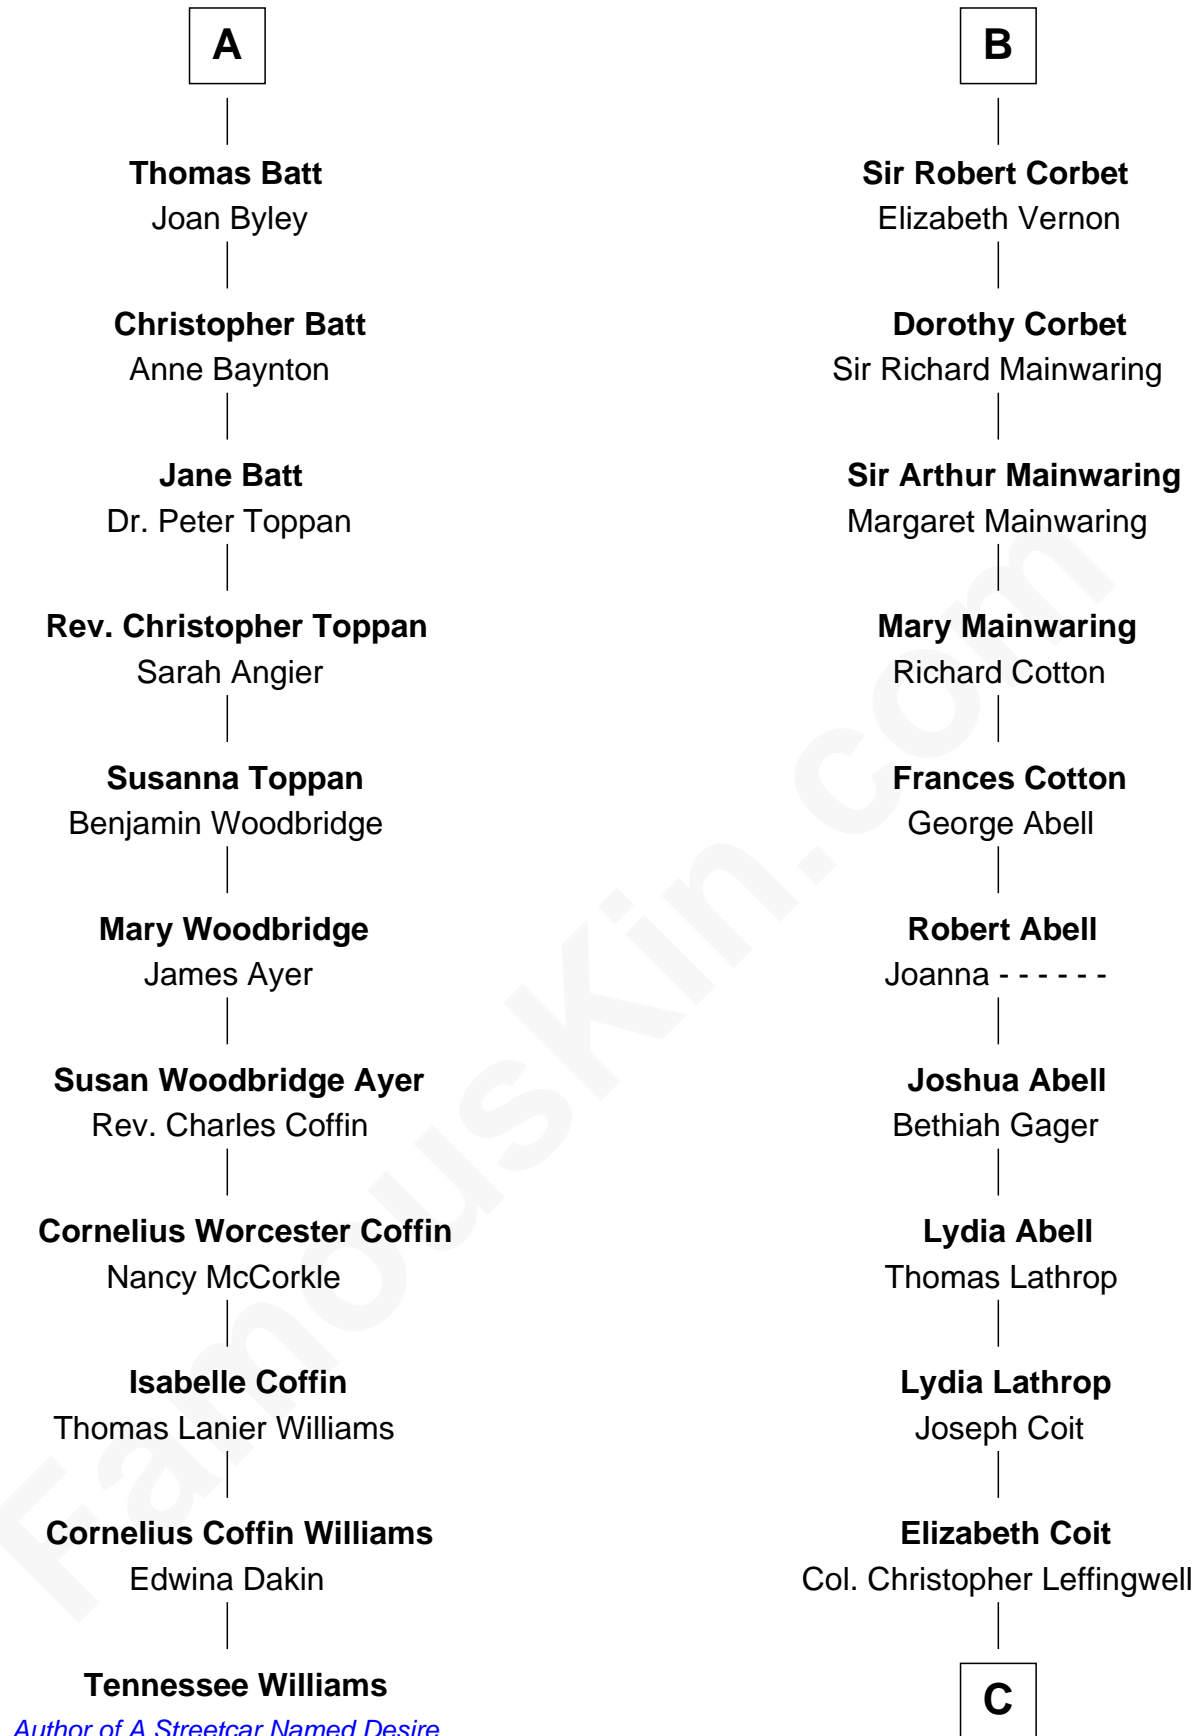 A
Thomas Batt
Joan Byley
Christopher Batt
Anne Baynton
Jane Batt
Dr. Peter Toppan
Rev. Christopher Toppan
Sarah Angier
Susanna Toppan
Benjamin Woodbridge
Mary Woodbridge
James Ayer
Susan Woodbridge Ayer
Rev. Charles Coffin
Cornelius Worcester Coffin
Nancy McCorkle
Isabelle Coffin
Thomas Lanier Williams
Cornelius Coffin Williams
Edwina Dakin
Tennessee Williams
Author of A Streetcar Named Desire
B
Sir Robert Corbet
Elizabeth Vernon
Dorothy Corbet
Sir Richard Mainwaring
Sir Arthur Mainwaring
Margaret Mainwaring
Mary Mainwaring
Richard Cotton
Frances Cotton
George Abell
Robert Abell
Joanna - - - - - -
Joshua Abell
Bethiah Gager
Lydia Abell
Thomas Lathrop
Lydia Lathrop
Joseph Coit
Elizabeth Coit
Col. Christopher Leffingwell
C
FamousKin.com